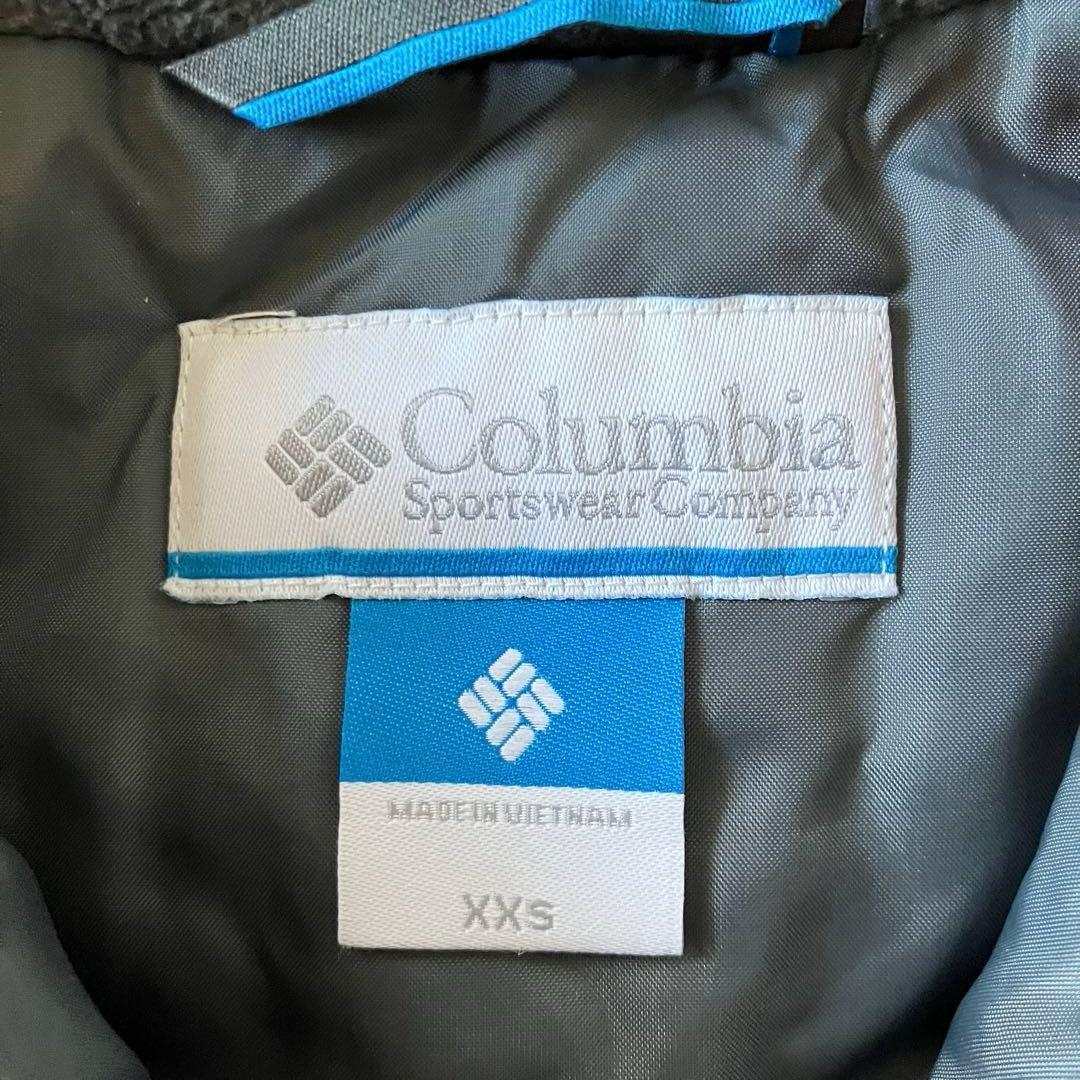 Columbia
Sportswear Company
MADE IN VIETNAM
XXS